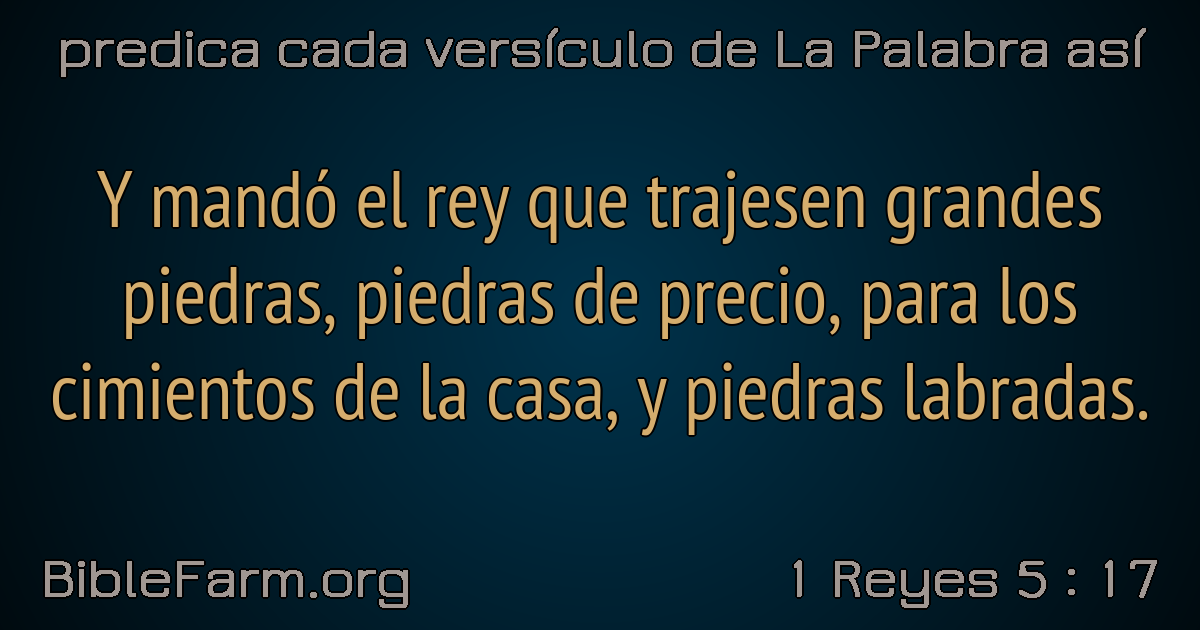 predica cada versículo de La Palabra así
Y mandó el rey que trajesen grandes
piedras, piedras de precio, para los
cimientos de la casa, y piedras labradas.
BibleFarm.org
1 Reyes 5 : 17